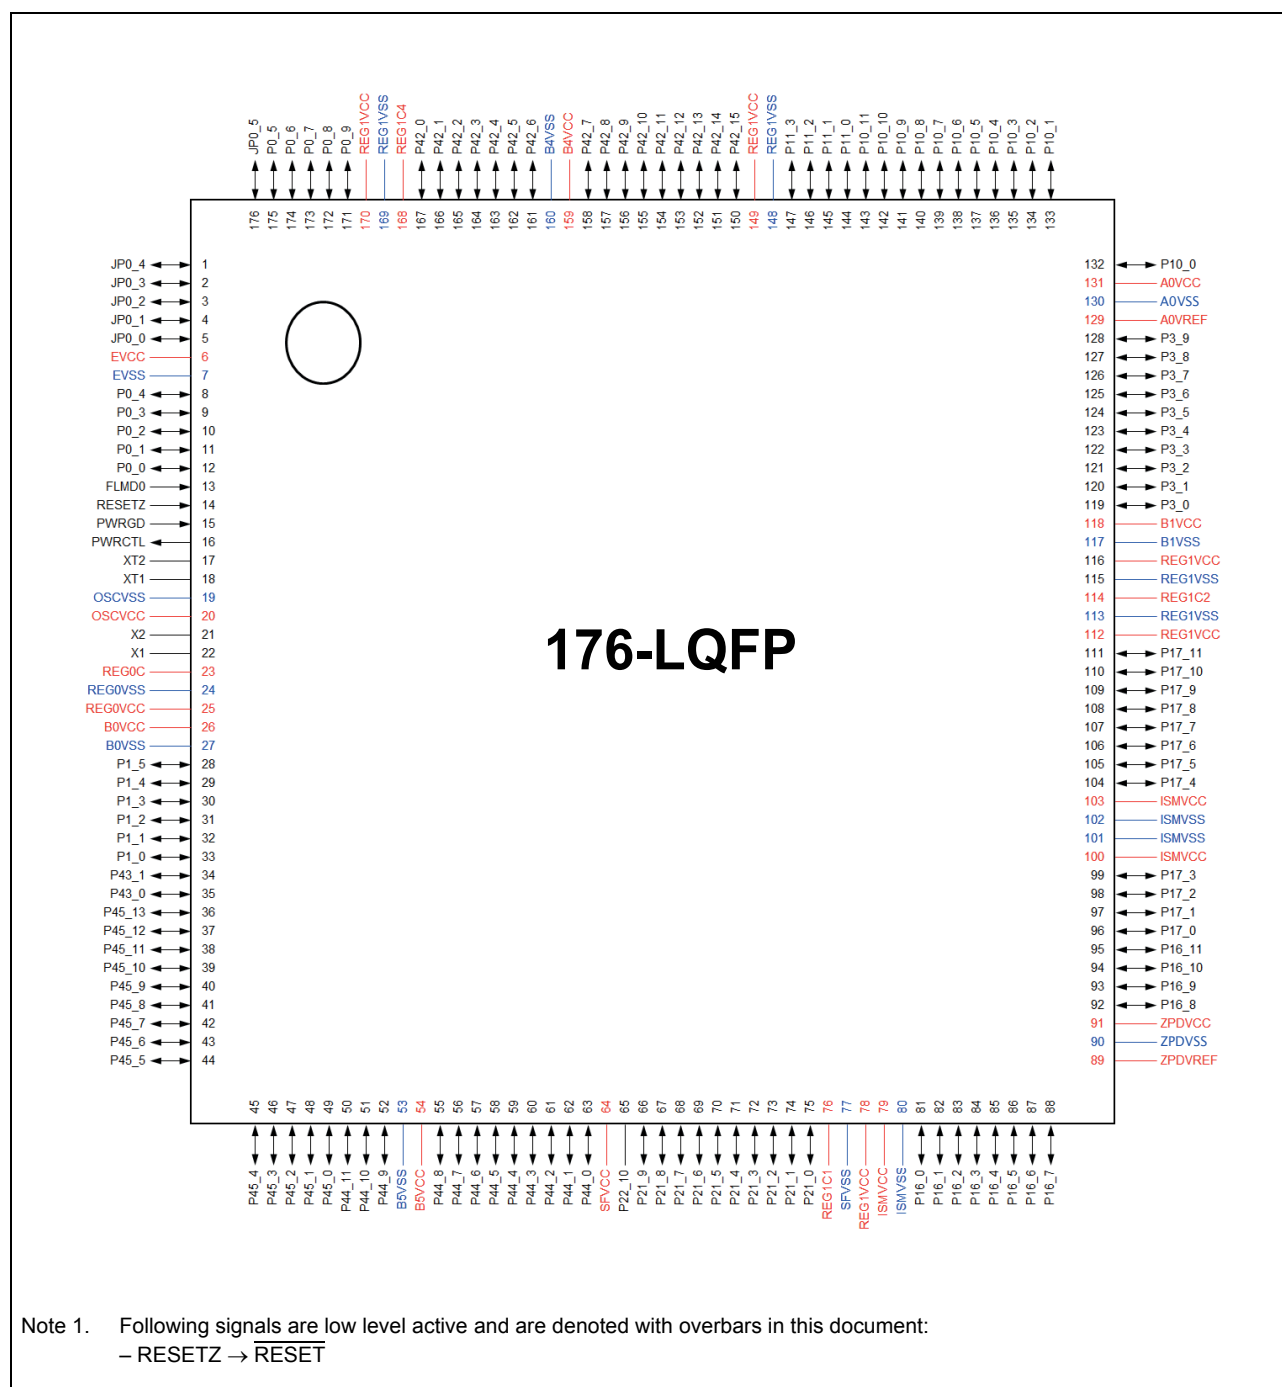 JP0_5 P0_5 P0_6 P0_7 P0_8 P0_9 REG1VCC REG1VSS REG1C4 P42_0 P42_1 P42_2 P42_3 P42_4 P42_5 P42_6 B4VSS B4VCC P42_7 P42_8 P42_9 P42_10 P42_11 P42_12 P42_13 P42_14 P42_15 REG1VCC REG1VSS P11_3 P11_2 P11_1 P11_0 P10_11 P10_10 P10_9 P10_8 P10_7 P10_6 P10_5 P10_4 P10_3 P10_2 P10_1
176 175 174 173 172 171 170 169 168 167 166 165 164 163 162 161 160 159 158 157 156 155 154 153 152 151 150 149 148 147 146 145 144 143 142 141 140 139 138 137 136 135 134 133
JP0_4 1 132 P10_0
JP0_3 2 131 A0VCC
JP0_2 3 130 A0VSS
JP0_1 4 129 A0VREF
JP0_0 5 128 P3_9
EVCC 6 127 P3_8
EVSS 7 126 P3_7
P0_4 8 125 P3_6
P0_3 9 124 P3_5
P0_2 10 123 P3_4
P0_1 11 122 P3_3
P0_0 12 121 P3_2
FLMD0 13 120 P3_1
RESETZ 14 119 P3_0
PWRGD 15 118 B1VCC
PWRCTL 16 117 B1VSS
XT2 17 116 REG1VCC
XT1 18 115 REG1VSS
OSCVSS 19 114 REG1C2
OSCVCC 20 113 REG1VSS
X2 21 112 REG1VCC
X1 22 111 P17_11
176-LQFP
REG0C 23 110 P17_10
REG0VSS 24 109 P17_9
REG0VCC 25 108 P17_8
B0VCC 26 107 P17_7
B0VSS 27 106 P17_6
P1_5 28 105 P17_5
P1_4 29 104 P17_4
P1_3 30 103 ISMVCC
P1_2 31 102 ISMVSS
P1_1 32 101 ISMVSS
P1_0 33 100 ISMVCC
P43_1 34 99 P17_3
P43_0 35 98 P17_2
P45_13 36 97 P17_1
P45_12 37 96 P17_0
P45_11 38 95 P16_11
P45_10 39 94 P16_10
P45_9 40 93 P16_9
P45_8 41 92 P16_8
P45_7 42 91 ZPDVCC
P45_6 43 90 ZPDVSS
P45_5 44 89 ZPDVREF
45 46 47 48 49 50 51 52 53 54 55 56 57 58 59 60 61 62 63 64 65 66 67 68 69 70 71 72 73 74 75 76 77 78 79 80 81 82 83 84 85 86 87 88
P45_4 P45_3 P45_2 P45_1 P45_0 P44_11 P44_10 P44_9 B5VSS B5VCC P44_8 P44_7 P44_6 P44_5 P44_4 P44_3 P44_2 P44_1 P44_0 SFVCC P22_10 P21_9 P21_8 P21_7 P21_6 P21_5 P21_4 P21_3 P21_2 P21_1 P21_0 REG1C1 SFVSS REG1VCC ISMVCC ISMVSS P16_0 P16_1 P16_2 P16_3 P16_4 P16_5 P16_6 P16_7
Note 1. Following signals are low level active and are denoted with overbars in this document:
– RESETZ → R̅E̅S̅E̅T̅